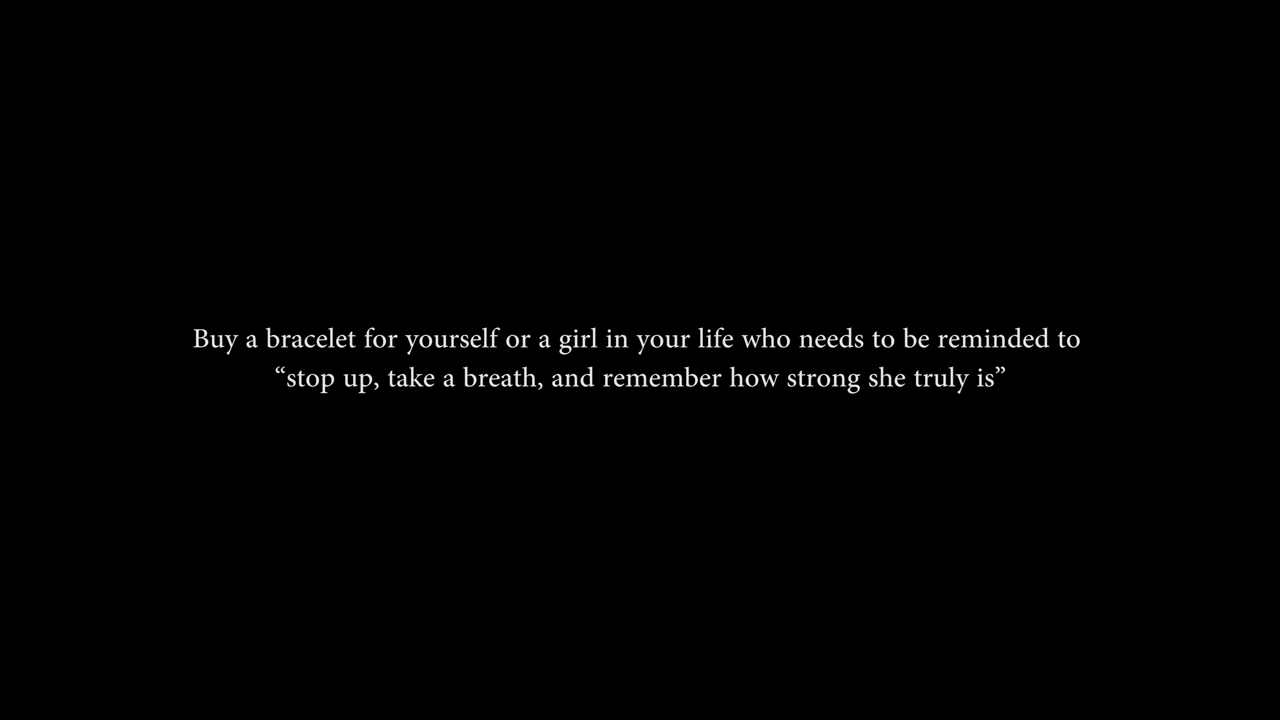 Buy a bracelet for yourself or a girl in your life who needs to be reminded to
“stop up, take a breath, and remember how strong she truly is”